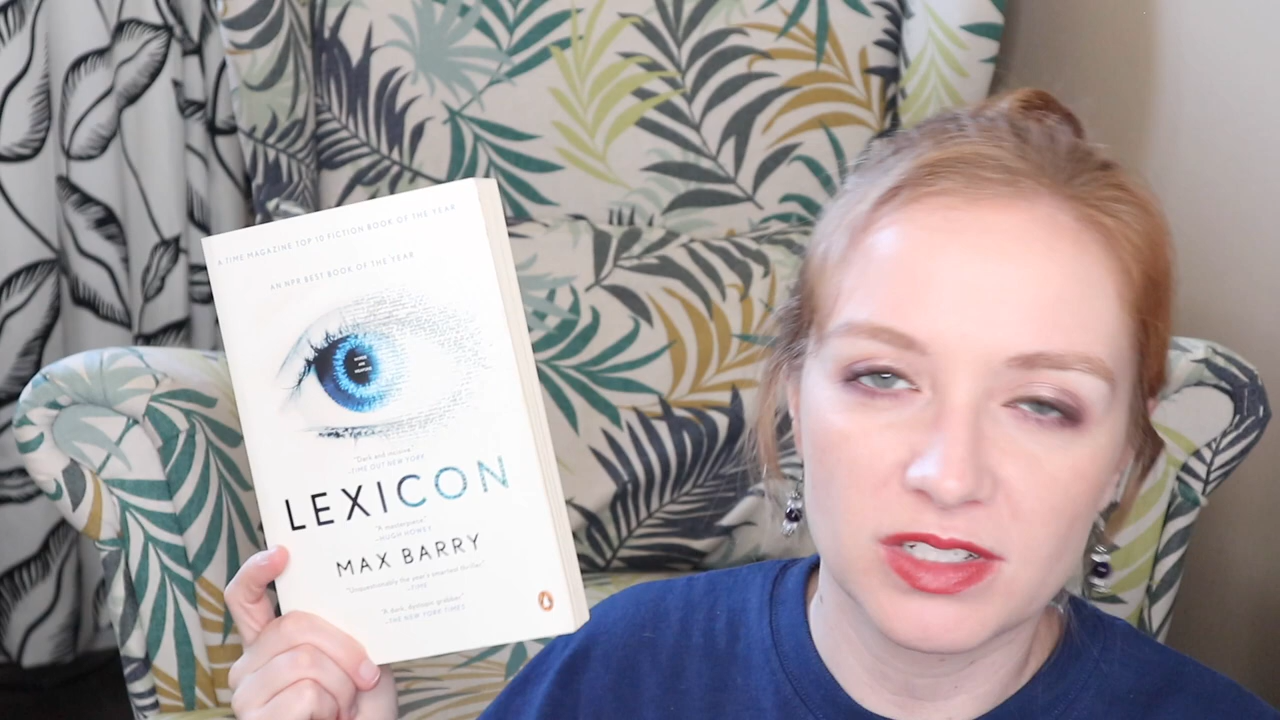 A TIME MAGAZINE TOP 10 FICTION BOOK OF THE YEAR
AN NPR BEST BOOK OF THE YEAR
"Dark and incisive."
–TIME OUT NEW YORK
LEXICON
"A masterpiece."
–HUGH HOWEY
MAX BARRY
"Unquestionably the year's smartest thriller."
–TIME
"A dark, dystopic grabber."
–THE NEW YORK TIMES